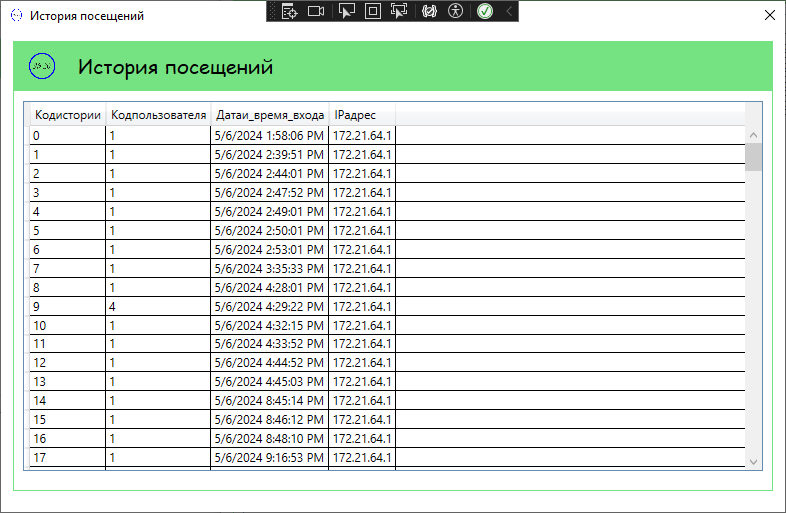 История посещений
История посещений
Кодистории Кодпользователя Датаи_время_входа IPадрес
0 1 5/6/2024 1:58:06 PM 172.21.64.1
1 1 5/6/2024 2:39:51 PM 172.21.64.1
2 1 5/6/2024 2:44:01 PM 172.21.64.1
3 1 5/6/2024 2:47:52 PM 172.21.64.1
4 1 5/6/2024 2:49:01 PM 172.21.64.1
5 1 5/6/2024 2:50:01 PM 172.21.64.1
6 1 5/6/2024 2:53:01 PM 172.21.64.1
7 1 5/6/2024 3:35:33 PM 172.21.64.1
8 1 5/6/2024 4:28:01 PM 172.21.64.1
9 4 5/6/2024 4:29:22 PM 172.21.64.1
10 1 5/6/2024 4:32:15 PM 172.21.64.1
11 1 5/6/2024 4:33:52 PM 172.21.64.1
12 1 5/6/2024 4:44:52 PM 172.21.64.1
13 1 5/6/2024 4:45:03 PM 172.21.64.1
14 1 5/6/2024 8:45:14 PM 172.21.64.1
15 1 5/6/2024 8:46:12 PM 172.21.64.1
16 1 5/6/2024 8:48:10 PM 172.21.64.1
17 1 5/6/2024 9:16:53 PM 172.21.64.1